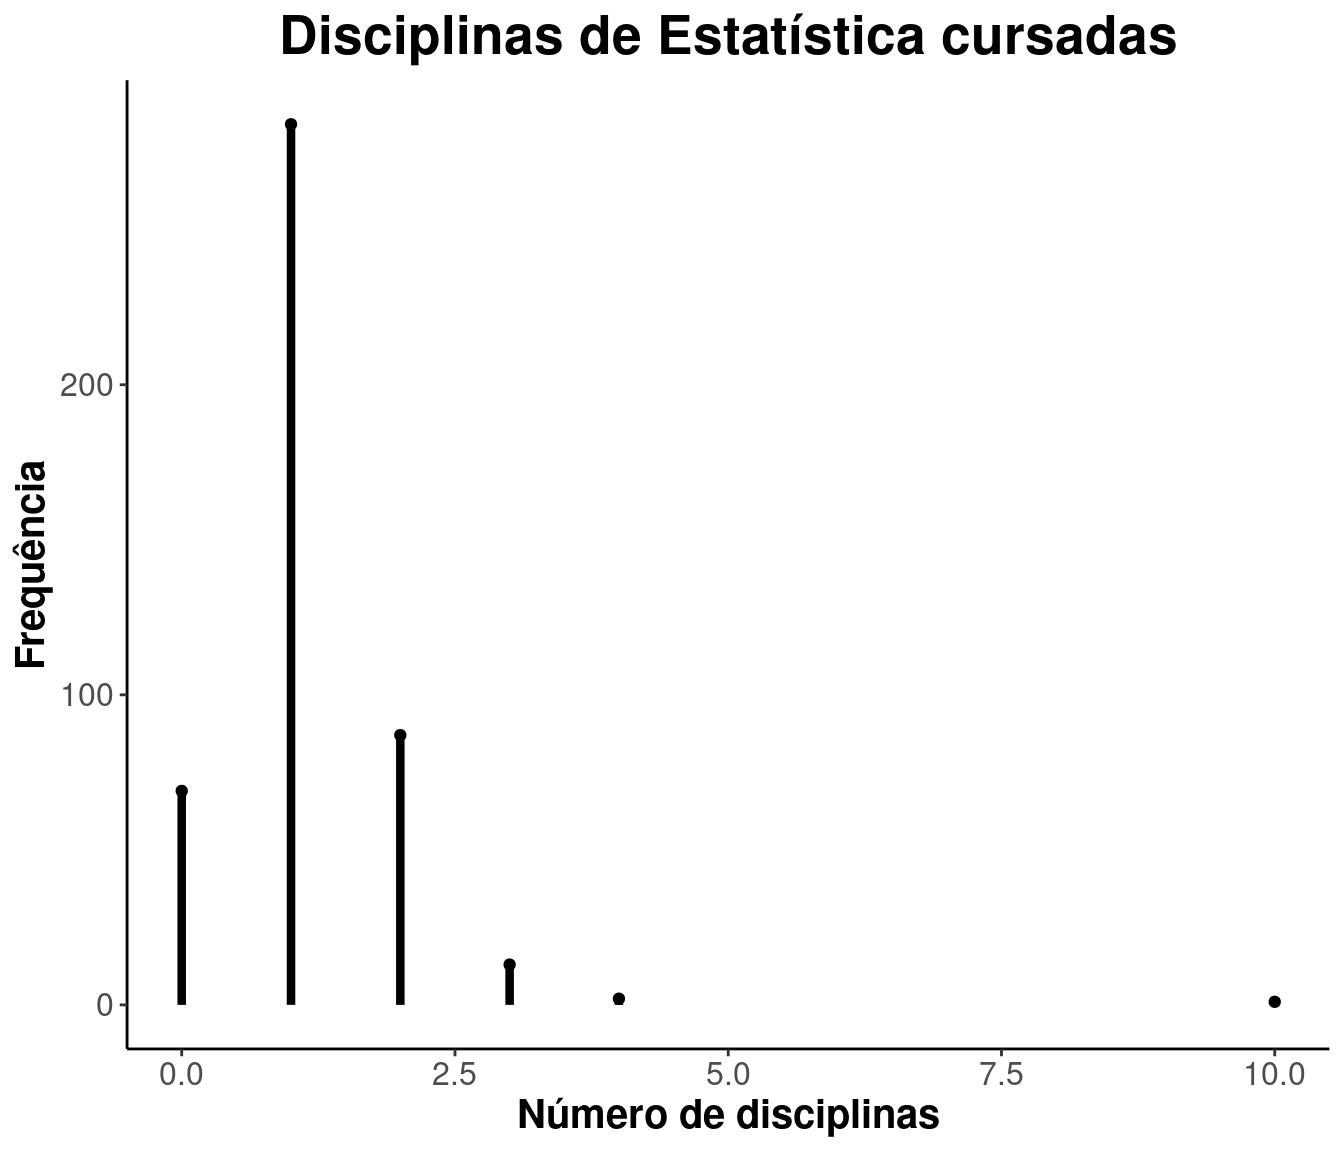 Disciplinas de Estatística cursadas
Frequência
200
100
0
0.0 2.5 5.0 7.5 10.0
Número de disciplinas